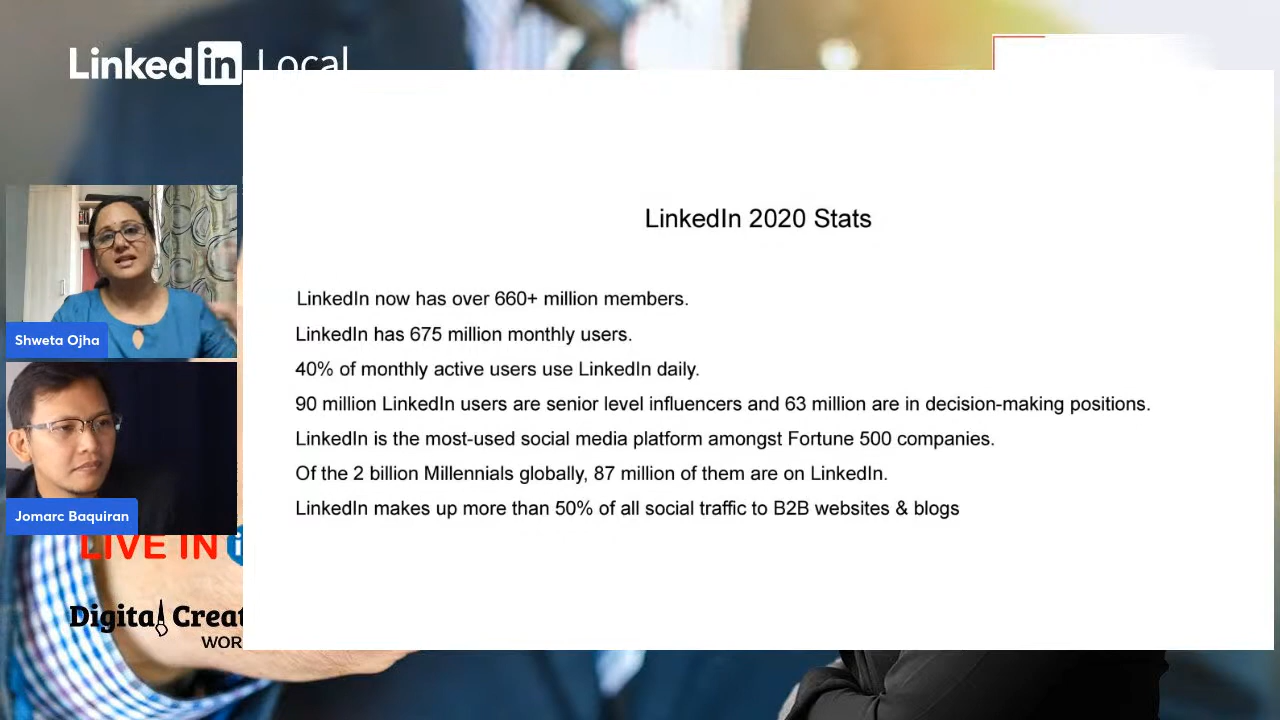 Linked in Local
LinkedIn 2020 Stats
LinkedIn now has over 660+ million members.
LinkedIn has 675 million monthly users.
40% of monthly active users use LinkedIn daily.
90 million LinkedIn users are senior level influencers and 63 million are in decision-making positions.
LinkedIn is the most-used social media platform amongst Fortune 500 companies.
Of the 2 billion Millennials globally, 87 million of them are on LinkedIn.
LinkedIn makes up more than 50% of all social traffic to B2B websites & blogs
Shweta Ojha
Jomarc Baquiran
LIVE IN
Digital Creat
WOR